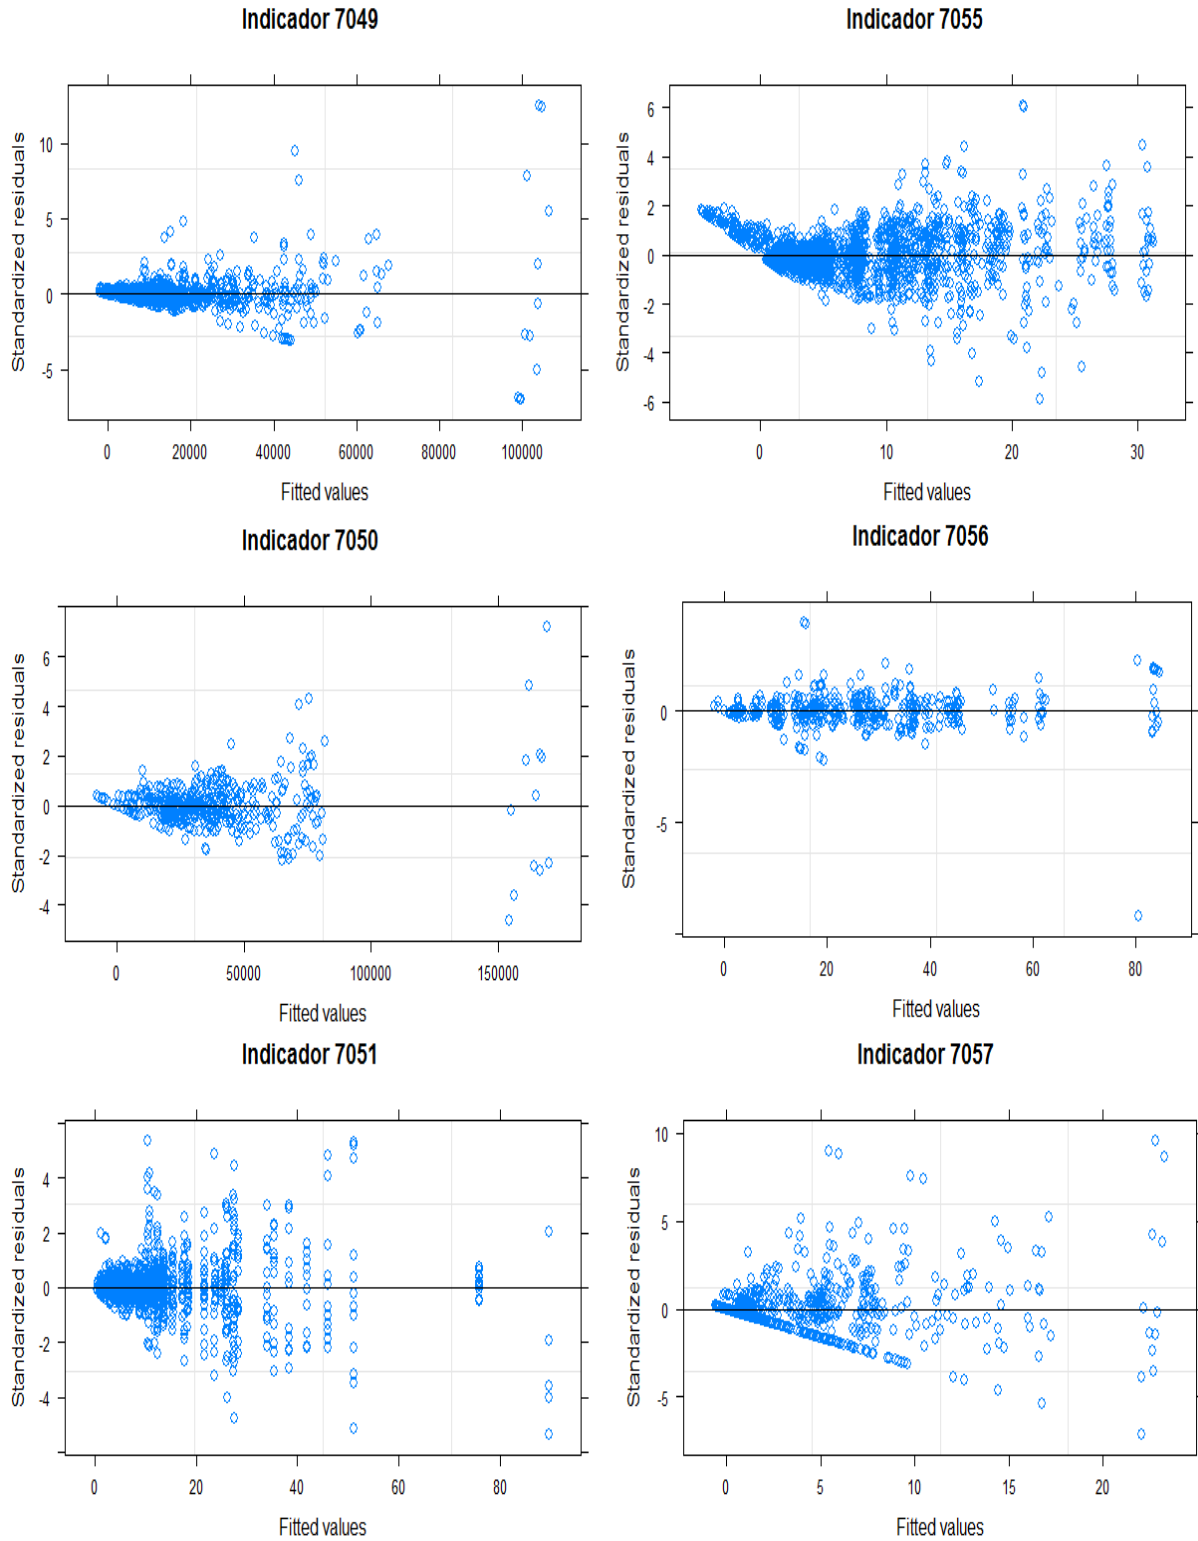 Indicador 7049
Standardized residuals
10
5
0
-5
0 20000 40000 60000 80000 100000
Fitted values
Indicador 7055
Standardized residuals
6
4
2
0
-2
-4
-6
0 10 20 30
Fitted values
Indicador 7050
Standardized residuals
6
4
2
0
-2
-4
0 50000 100000 150000
Fitted values
Indicador 7056
Standardized residuals
0
-5
0 20 40 60 80
Fitted values
Indicador 7051
Standardized residuals
4
2
0
-2
-4
0 20 40 60 80
Fitted values
Indicador 7057
Standardized residuals
10
5
0
-5
0 5 10 15 20
Fitted values